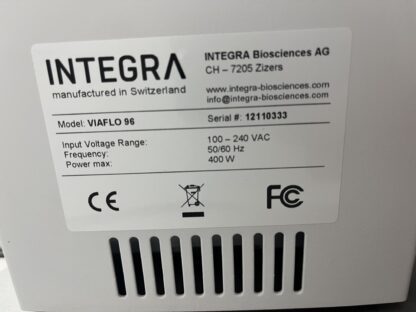 INTEGRA
manufactured in Switzerland
INTEGRA Biosciences AG
CH – 7205 Zizers
www.integra-biosciences.com
info@integra-biosciences.com
Model: VIAFLO 96
Serial #: 12110333
Input Voltage Range: 100 – 240 VAC
Frequency: 50/60 Hz
Power max: 400 W
CE
FC